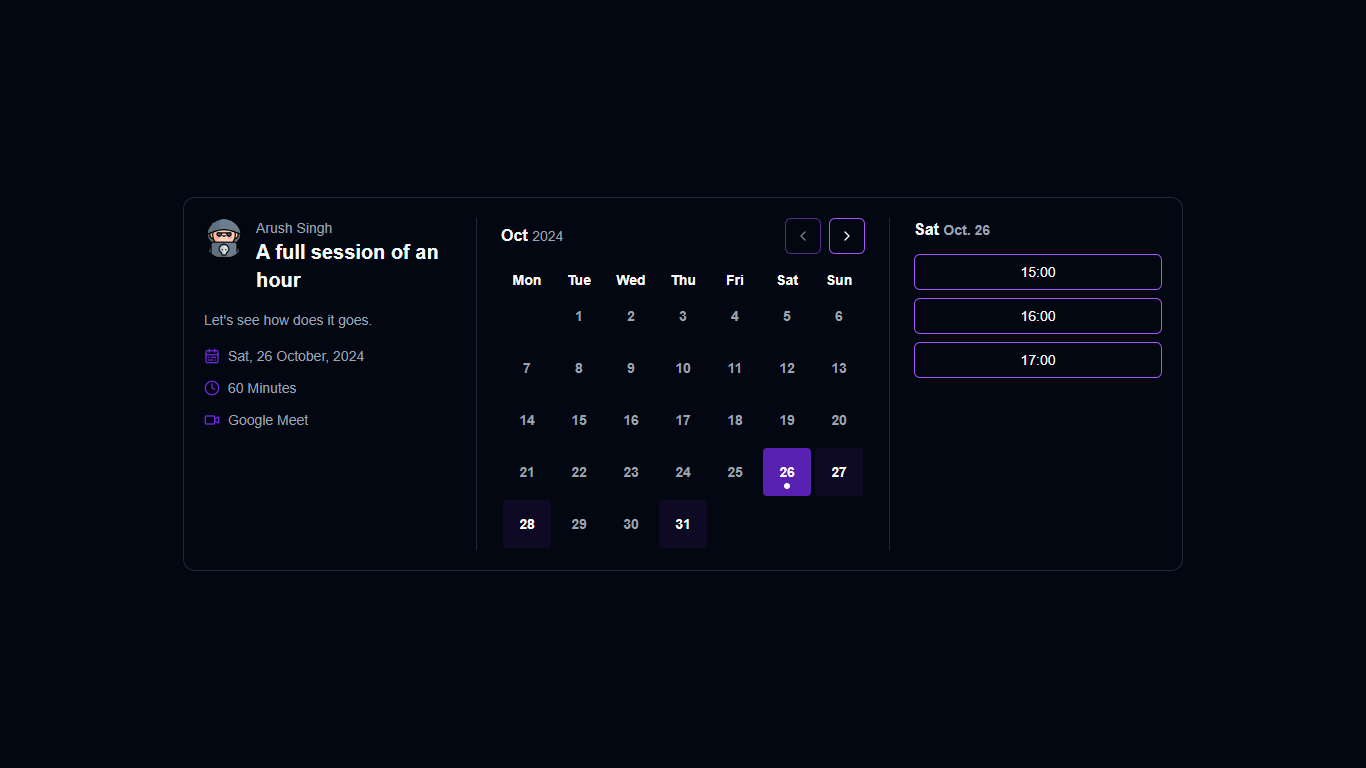 Arush Singh
A full session of an
hour
Let's see how does it goes.
Sat, 26 October, 2024
60 Minutes
Google Meet
Oct 2024
Mon Tue Wed Thu Fri Sat Sun
1 2 3 4 5 6
7 8 9 10 11 12 13
14 15 16 17 18 19 20
21 22 23 24 25 26 27
28 29 30 31
Sat Oct. 26
15:00
16:00
17:00